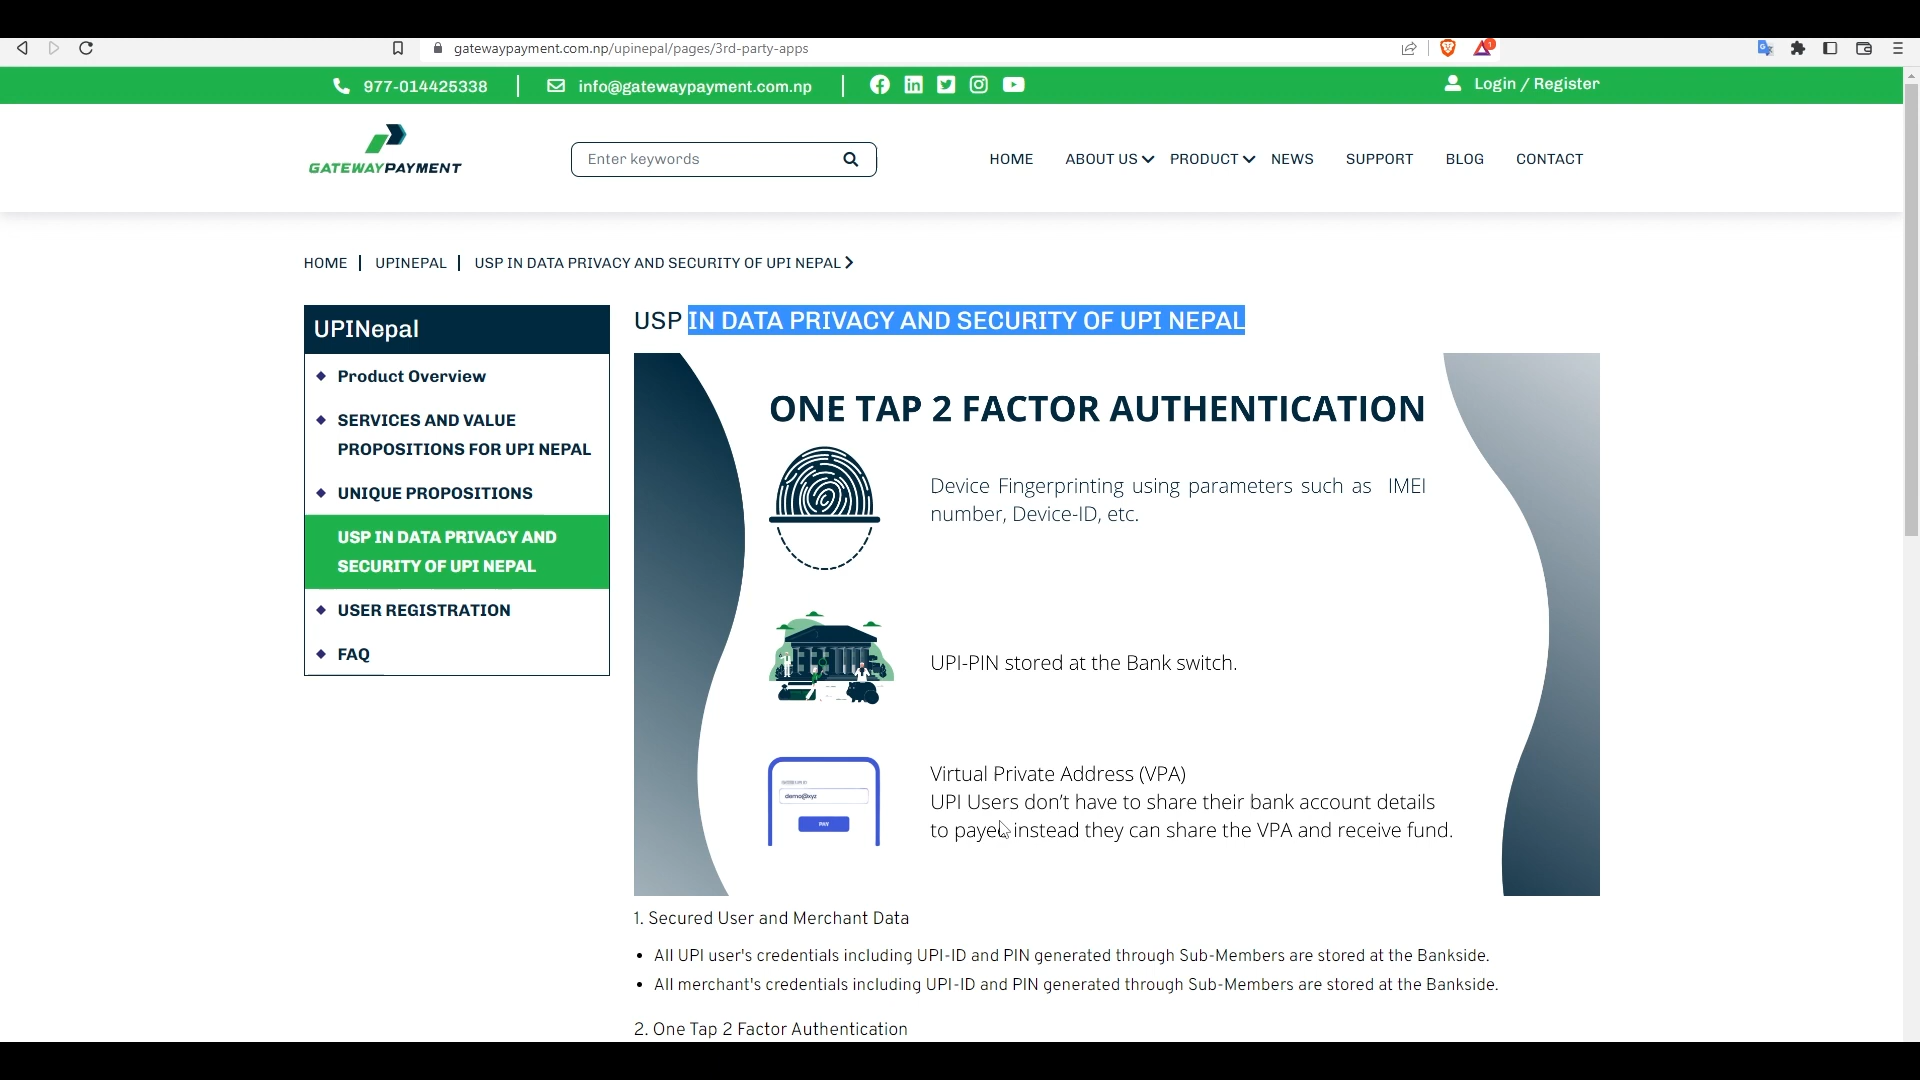 gatewaypayment.com.np/upinepal/pages/3rd-party-apps
1
977-014425338
info@gatewaypayment.com.np
Login / Register
GATEWAYPAYMENT
Enter keywords
HOME ABOUT US PRODUCT NEWS SUPPORT BLOG CONTACT
HOME | UPINEPAL | USP IN DATA PRIVACY AND SECURITY OF UPI NEPAL
UPINepal
Product Overview
SERVICES AND VALUE
PROPOSITIONS FOR UPI NEPAL
UNIQUE PROPOSITIONS
USP IN DATA PRIVACY AND
SECURITY OF UPI NEPAL
USER REGISTRATION
FAQ
USP IN DATA PRIVACY AND SECURITY OF UPI NEPAL
ONE TAP 2 FACTOR AUTHENTICATION
Device Fingerprinting using parameters such as IMEI
number, Device-ID, etc.
UPI-PIN stored at the Bank switch.
demo@xyz
Virtual Private Address (VPA)
UPI Users don't have to share their bank account details
to payer instead they can share the VPA and receive fund.
1. Secured User and Merchant Data
• All UPI user's credentials including UPI-ID and PIN generated through Sub-Members are stored at the Bankside.
• All merchant's credentials including UPI-ID and PIN generated through Sub-Members are stored at the Bankside.
2. One Tap 2 Factor Authentication